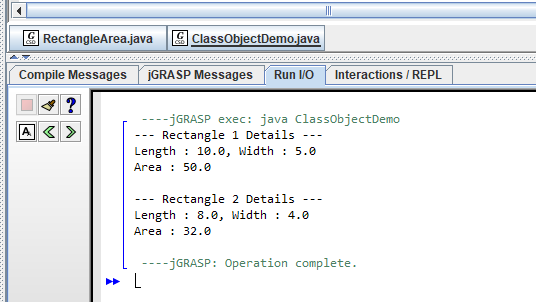 RectangleArea.java ClassObjectDemo.java
Compile Messages jGRASP Messages Run I/O Interactions / REPL
----jGRASP exec: java ClassObjectDemo
--- Rectangle 1 Details ---
Length : 10.0, Width : 5.0
Area : 50.0
--- Rectangle 2 Details ---
Length : 8.0, Width : 4.0
Area : 32.0
----jGRASP: Operation complete.